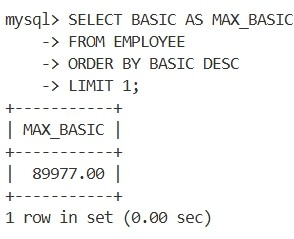 mysql> SELECT BASIC AS MAX_BASIC
    -> FROM EMPLOYEE
    -> ORDER BY BASIC DESC
    -> LIMIT 1;
+-----------+
| MAX_BASIC |
+-----------+
|  89977.00 |
+-----------+
1 row in set (0.00 sec)